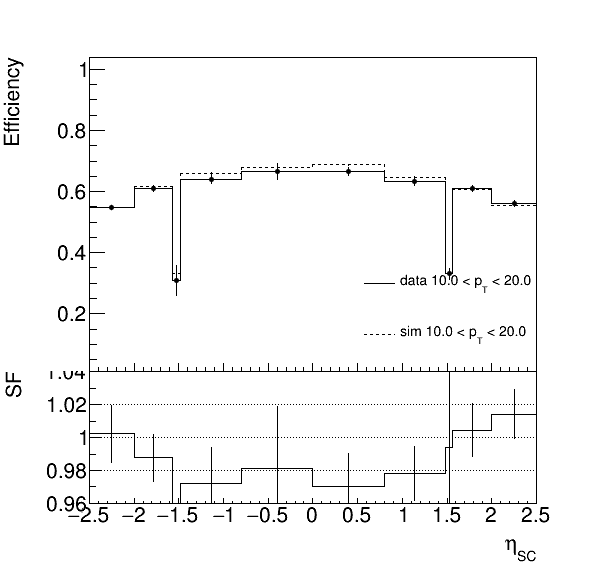 Efficiency
1
0.8
0.6
0.4
0.2
data 10.0 < p_T < 20.0
sim 10.0 < p_T < 20.0
SF
1.04
1.02
1
0.98
0.96
−2.5 −2 −1.5 −1 −0.5 0 0.5 1 1.5 2 2.5
η_SC